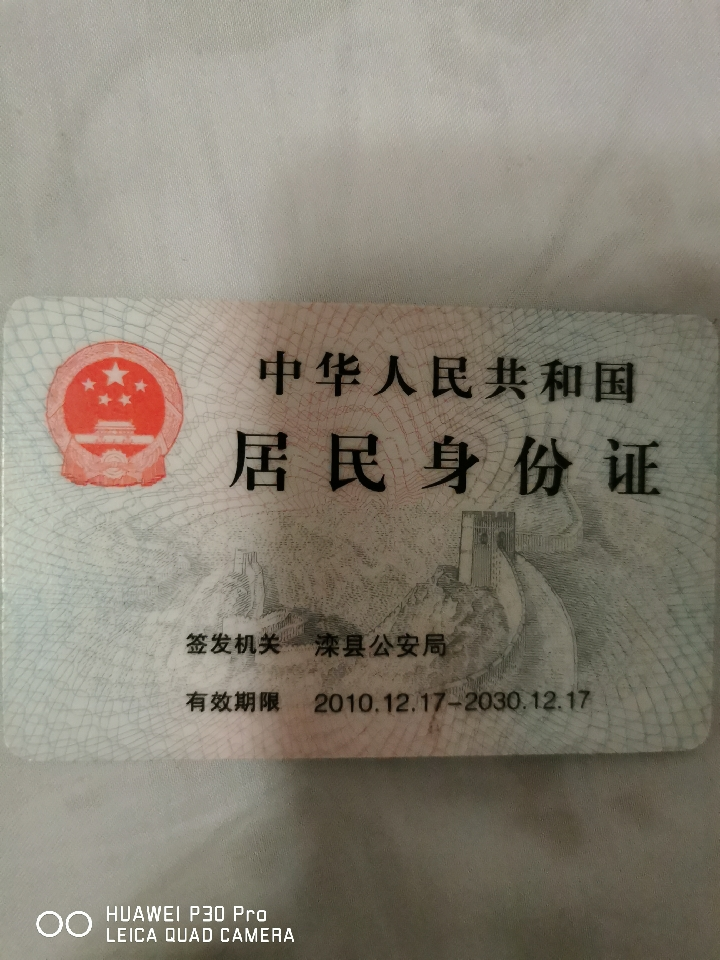 中华人民共和国
居民身份证
签发机关 滦县公安局
有效期限 2010.12.17-2030.12.17
HUAWEI P30 Pro
LEICA QUAD CAMERA